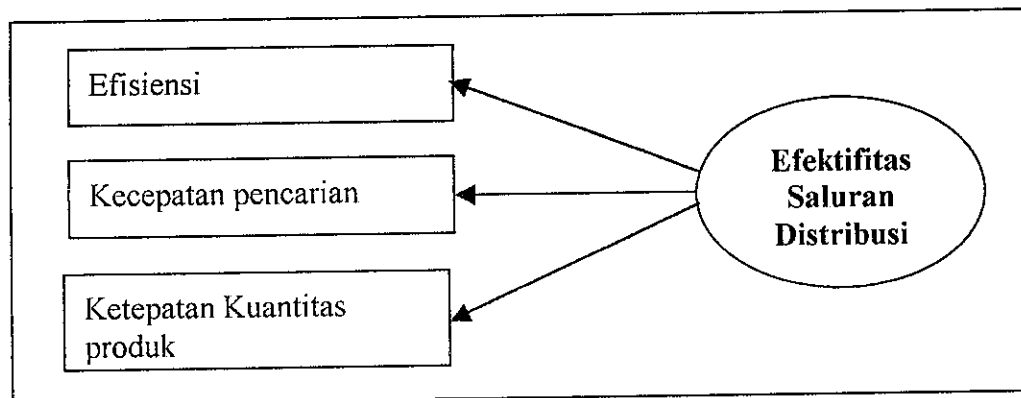 Efisiensi
Kecepatan pencarian
Ketepatan Kuantitas
produk
Efektifitas
Saluran
Distribusi